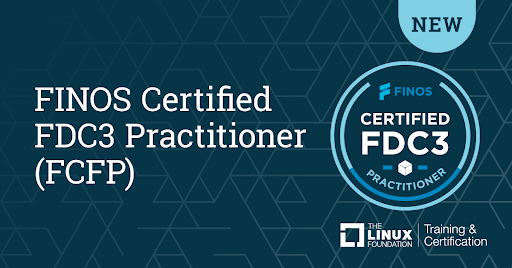 NEW
FINOS Certified
FDC3 Practitioner
(FCFP)
FINOS
CERTIFIED
FDC3
PRACTITIONER
THE
LINUX
FOUNDATION
Training &
Certification